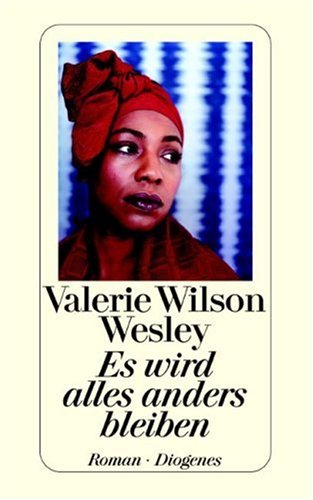 Valerie Wilson
Wesley
Es wird
alles anders
bleiben
Roman · Diogenes